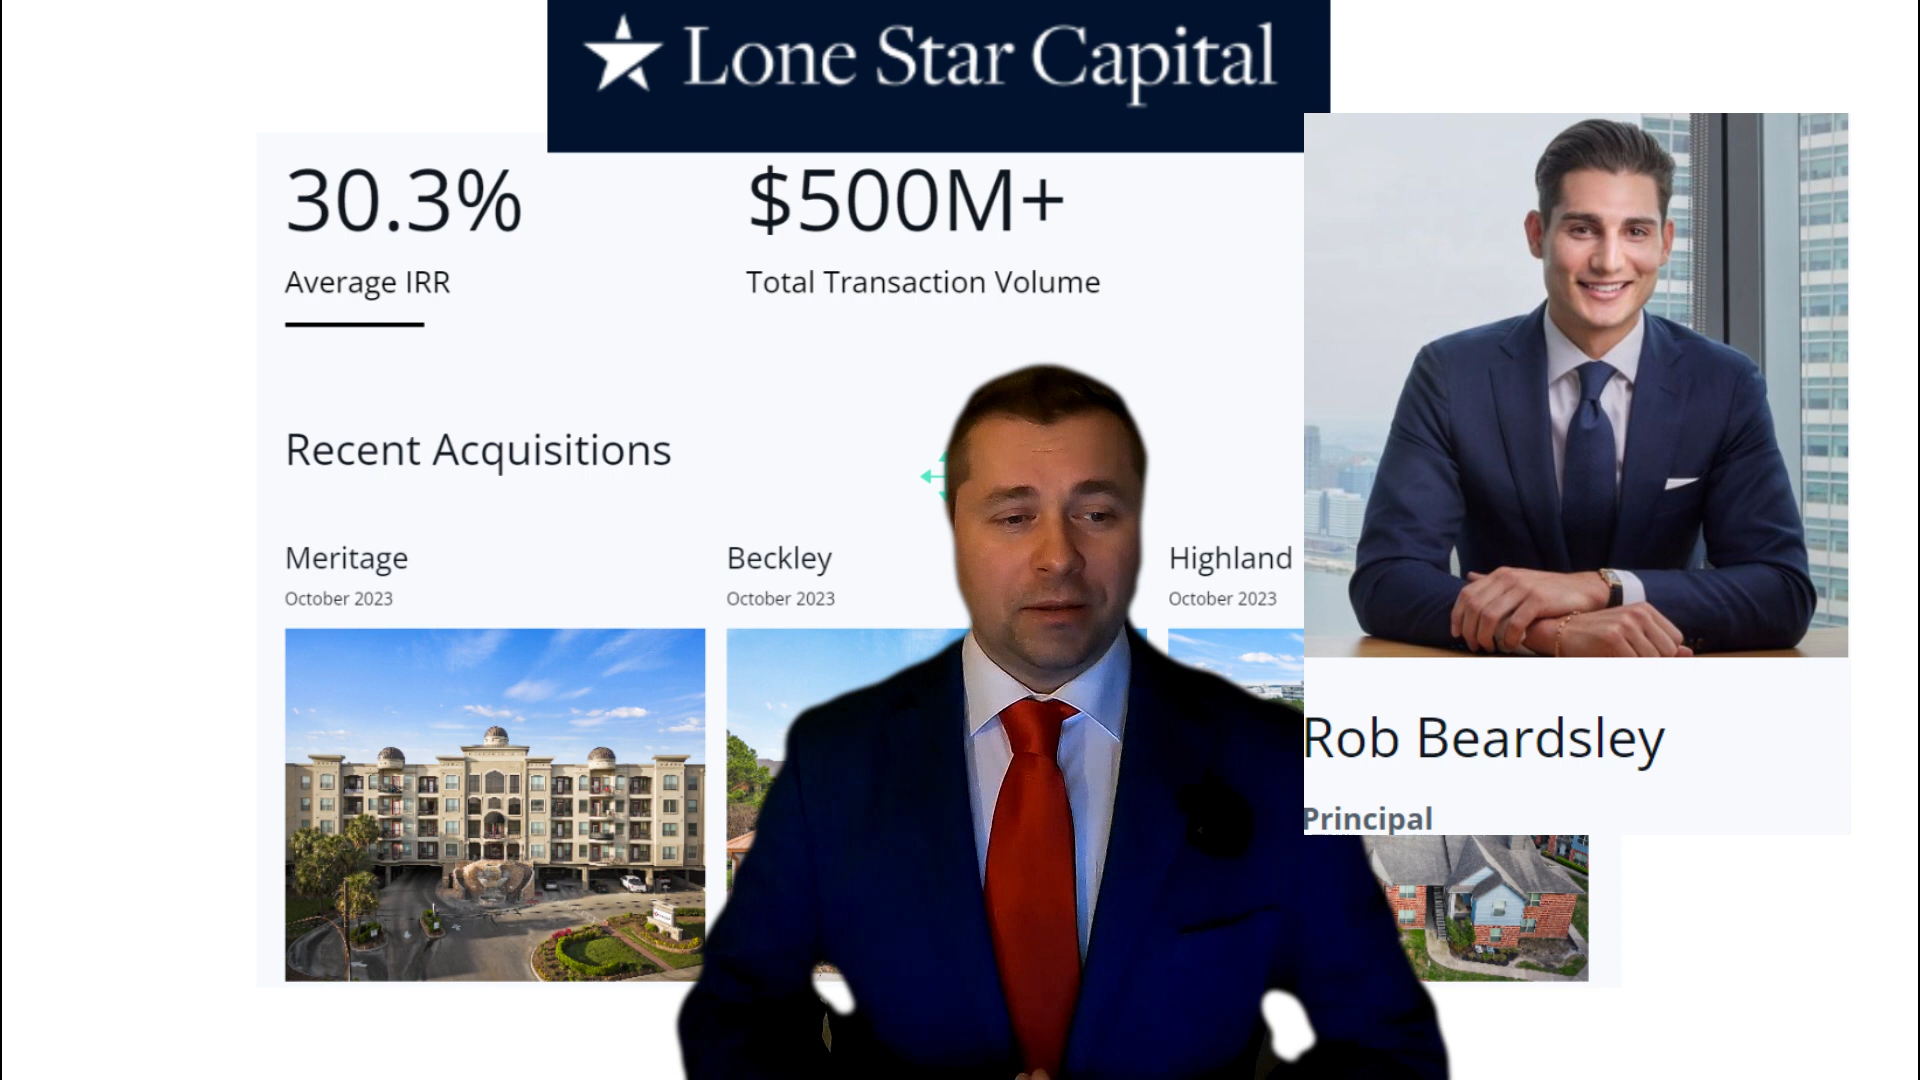 Lone Star Capital
30.3%
Average IRR
$500M+
Total Transaction Volume
Recent Acquisitions
Meritage
October 2023
Beckley
October 2023
Highland
October 2023
Rob Beardsley
Principal